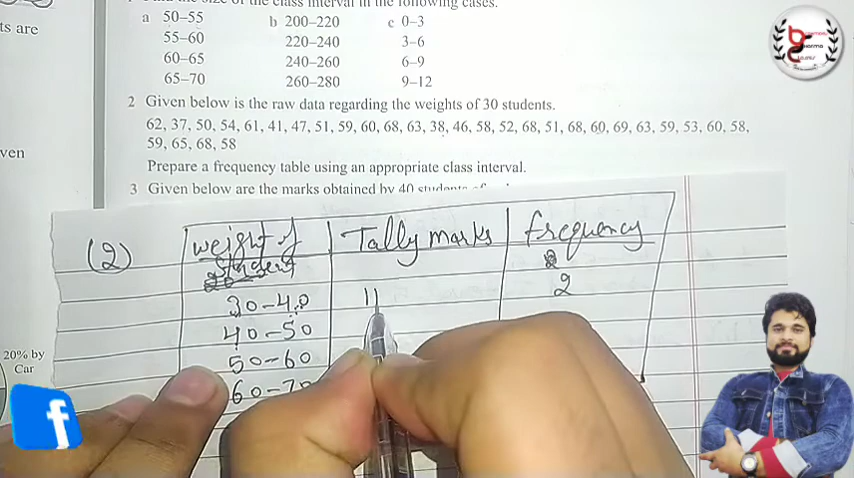 a 50–55 b 200–220 c 0–3
55–60 220–240 3–6
60–65 240–260 6–9
65–70 260–280 9–12
ts are
2 Given below is the raw data regarding the weights of 30 students.
62, 37, 50, 54, 61, 41, 47, 51, 59, 60, 68, 63, 38, 46, 58, 52, 68, 51, 68, 60, 69, 63, 59, 53, 60, 58,
59, 65, 68, 58
ven
Prepare a frequency table using an appropriate class interval.
3 Given below are the marks obtained by 40 students of
(2) weight of Tally marks frequency
student
30–40 || 2
40–50
50–60
60–70
20% by
Car
f